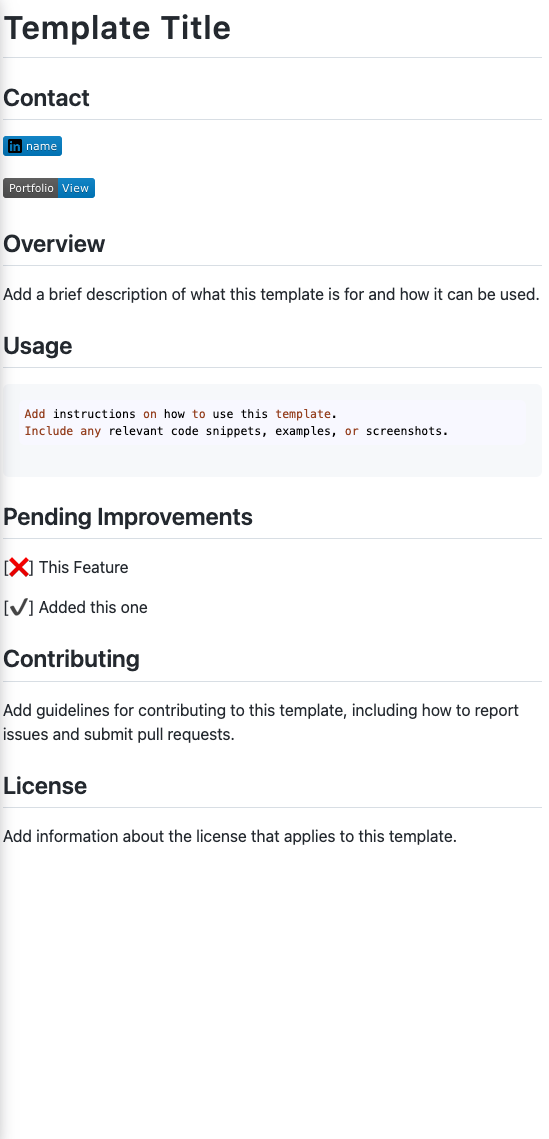 Template Title
Contact
in name
Portfolio View
Overview
Add a brief description of what this template is for and how it can be used.
Usage
Add instructions on how to use this template.
Include any relevant code snippets, examples, or screenshots.
Pending Improvements
[❌] This Feature
[✔] Added this one
Contributing
Add guidelines for contributing to this template, including how to report
issues and submit pull requests.
License
Add information about the license that applies to this template.